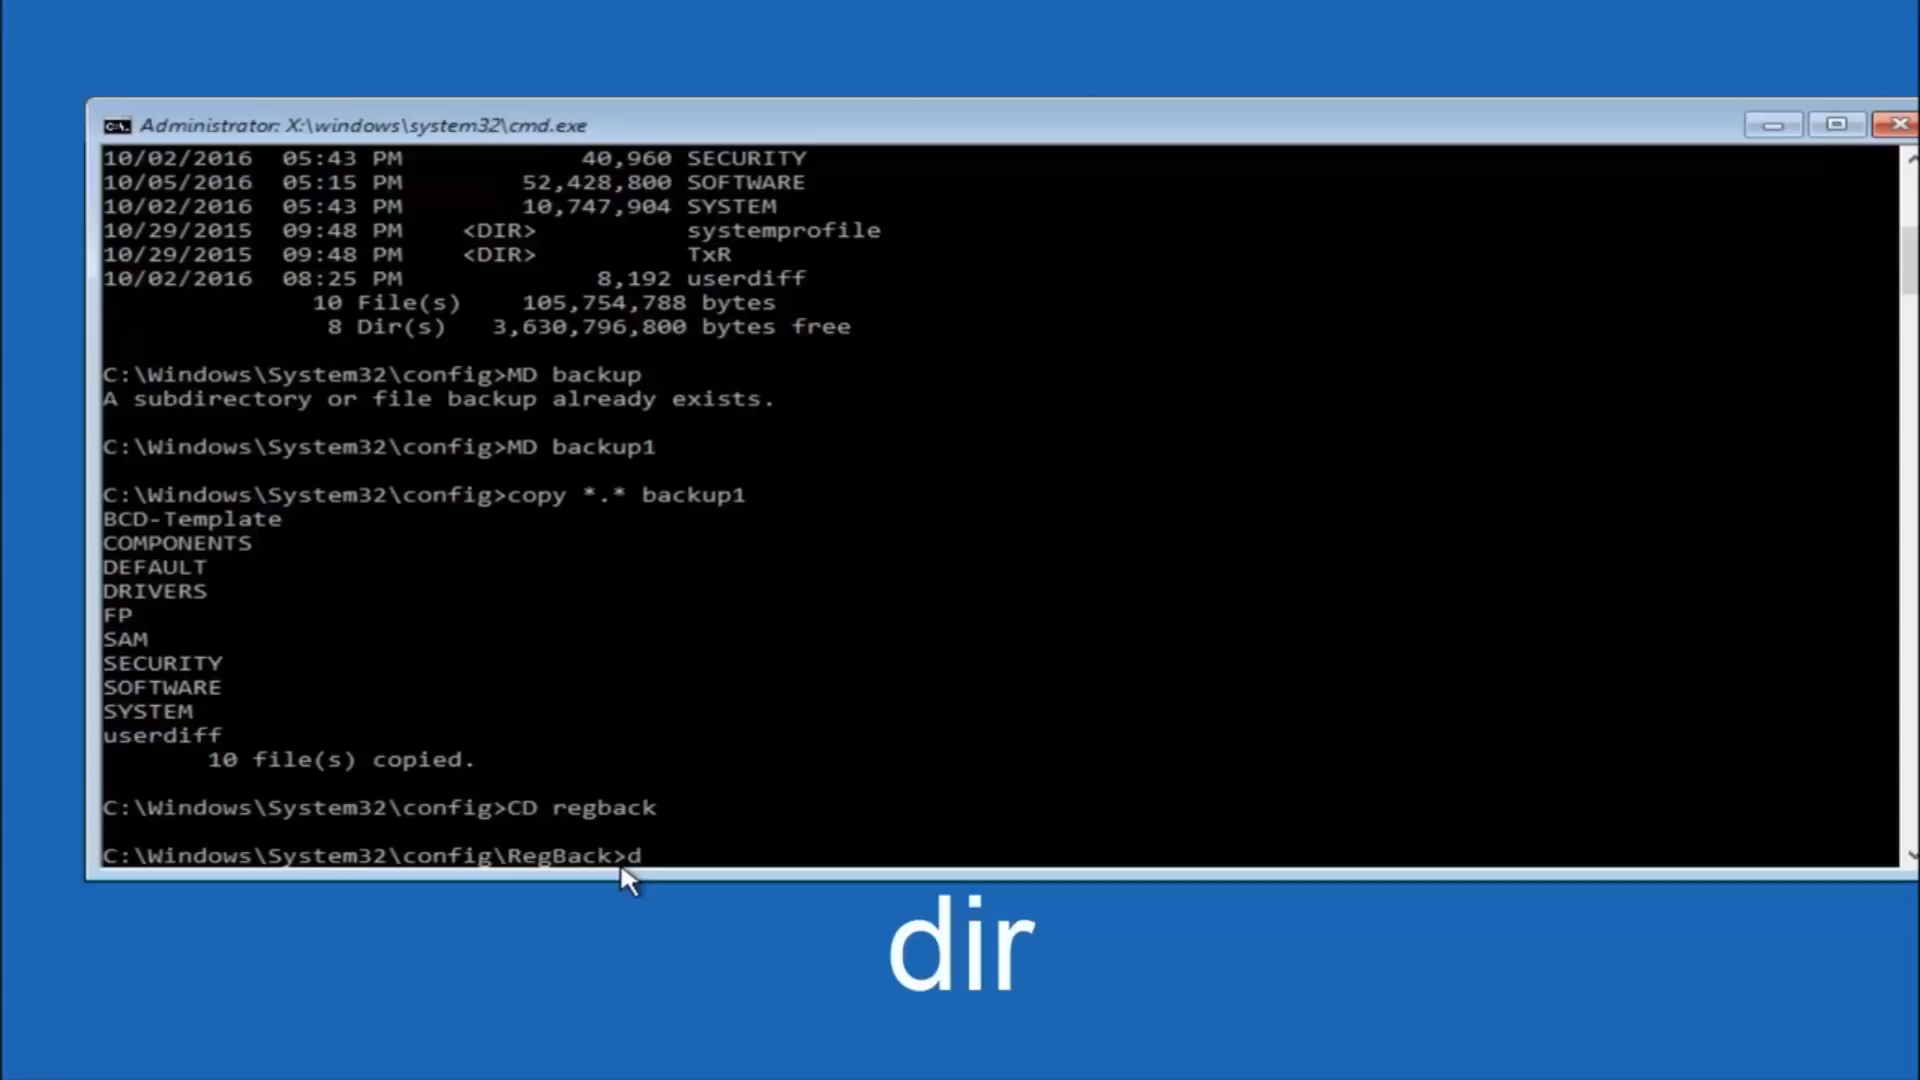 Administrator: X:\windows\system32\cmd.exe
10/02/2016  05:43 PM            40,960 SECURITY
10/05/2016  05:15 PM        52,428,800 SOFTWARE
10/02/2016  05:43 PM        10,747,904 SYSTEM
10/29/2015  09:48 PM    <DIR>          systemprofile
10/29/2015  09:48 PM    <DIR>          TxR
10/02/2016  08:25 PM             8,192 userdiff
              10 File(s)    105,754,788 bytes
               8 Dir(s)   3,630,796,800 bytes free
C:\Windows\System32\config>MD backup
A subdirectory or file backup already exists.
C:\Windows\System32\config>MD backup1
C:\Windows\System32\config>copy *.* backup1
BCD-Template
COMPONENTS
DEFAULT
DRIVERS
FP
SAM
SECURITY
SOFTWARE
SYSTEM
userdiff
       10 file(s) copied.
C:\Windows\System32\config>CD regback
C:\Windows\System32\config\RegBack>d
dir